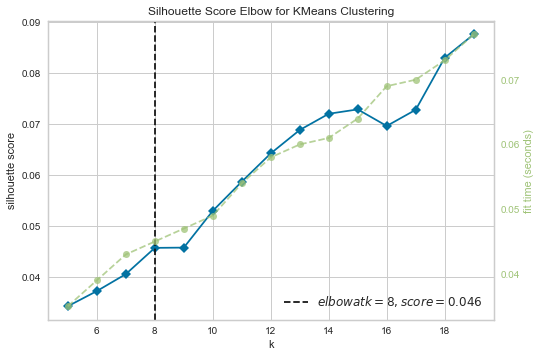 Silhouette Score Elbow for KMeans Clustering
0.09
0.08
0.07
0.06
0.05
0.04
silhouette score
0.07
0.06
0.05
0.04
fit time (seconds)
elbowatk = 8, score = 0.046
6 8 10 12 14 16 18
k